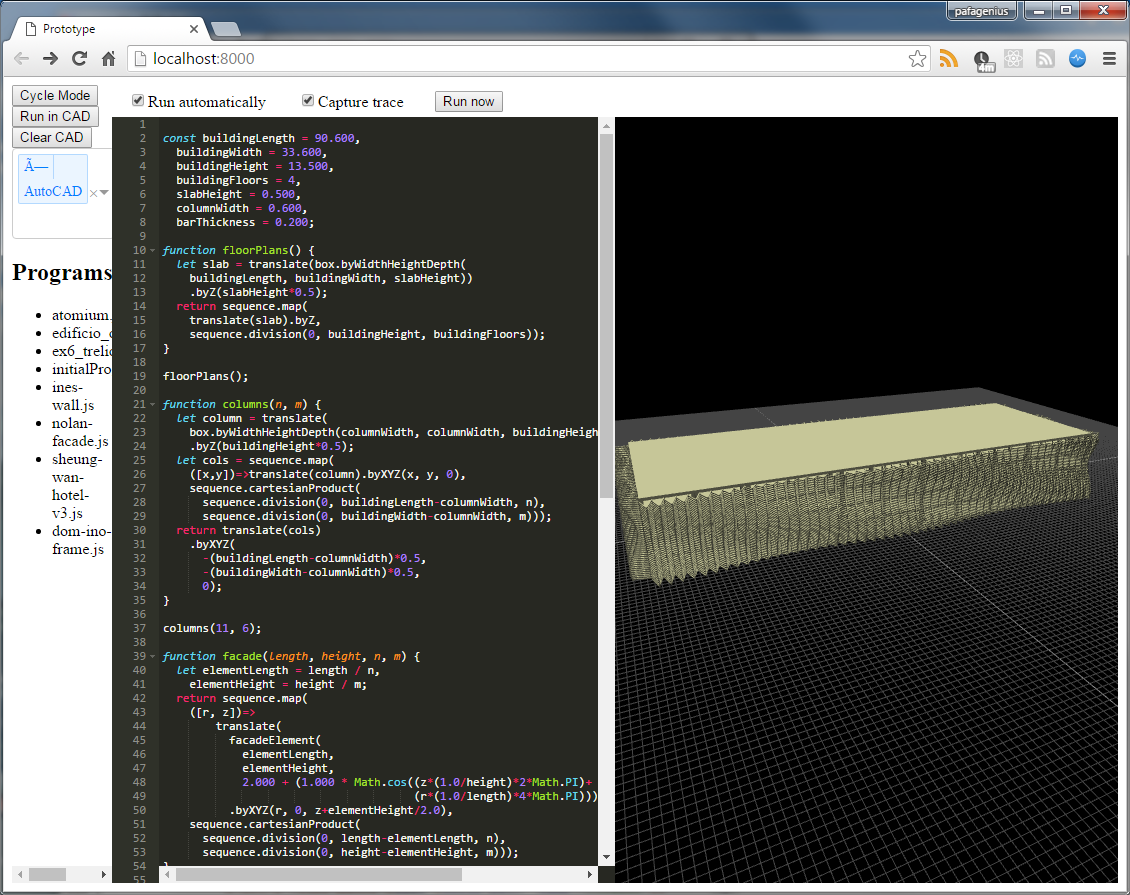 pafagenius
Prototype
localhost:8000
4m
Cycle Mode
Run in CAD
Clear CAD
Ã—
AutoCAD
Programs
atomium.
edificio_
ex6_trelic
initialPro
ines-
wall.js
nolan-
facade.js
sheung-
wan-
hotel-
v3.js
dom-ino-
frame.js
Run automatically Capture trace Run now
1
2 const buildingLength = 90.600,
3 buildingWidth = 33.600,
4 buildingHeight = 13.500,
5 buildingFloors = 4,
6 slabHeight = 0.500,
7 columnWidth = 0.600,
8 barThickness = 0.200;
9
10 function floorPlans() {
11 let slab = translate(box.byWidthHeightDepth(
12 buildingLength, buildingWidth, slabHeight))
13 .byZ(slabHeight*0.5);
14 return sequence.map(
15 translate(slab).byZ,
16 sequence.division(0, buildingHeight, buildingFloors));
17 }
18
19 floorPlans();
20
21 function columns(n, m) {
22 let column = translate(
23 box.byWidthHeightDepth(columnWidth, columnWidth, buildingHeigh
24 .byZ(buildingHeight*0.5);
25 let cols = sequence.map(
26 ([x,y])=>translate(column).byXYZ(x, y, 0),
27 sequence.cartesianProduct(
28 sequence.division(0, buildingLength-columnWidth, n),
29 sequence.division(0, buildingWidth-columnWidth, m)));
30 return translate(cols)
31 .byXYZ(
32 -(buildingLength-columnWidth)*0.5,
33 -(buildingWidth-columnWidth)*0.5,
34 0);
35 }
36
37 columns(11, 6);
38
39 function facade(length, height, n, m) {
40 let elementLength = length / n,
41 elementHeight = height / m;
42 return sequence.map(
43 ([r, z])=>
44 translate(
45 facadeElement(
46 elementLength,
47 elementHeight,
48 2.000 + (1.000 * Math.cos((z*(1.0/height)*2*Math.PI)+
49 (r*(1.0/length)*4*Math.PI)))
50 .byXYZ(r, 0, z+elementHeight/2.0),
51 sequence.cartesianProduct(
52 sequence.division(0, length-elementLength, n),
53 sequence.division(0, height-elementHeight, m)));
54 }
55